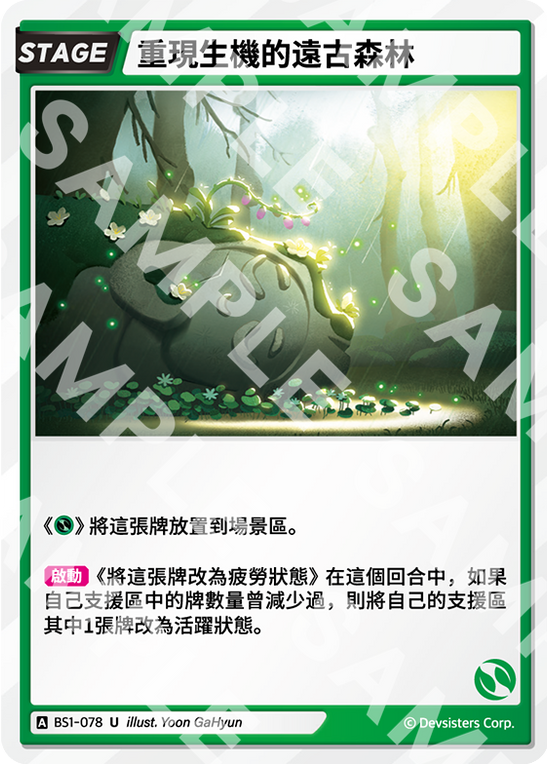 STAGE
重現生機的遠古森林
《》將這張牌放置到場景區。
啟動《將這張牌改為疲勞狀態》在這個回合中，如果
自己支援區中的牌數量曾減少過，則將自己的支援區
其中1張牌改為活躍狀態。
A BS1-078 U illust. Yoon GaHyun
© Devsisters Corp.
SAMPLE
SAMPLE
SAMPLE
SAMPLE